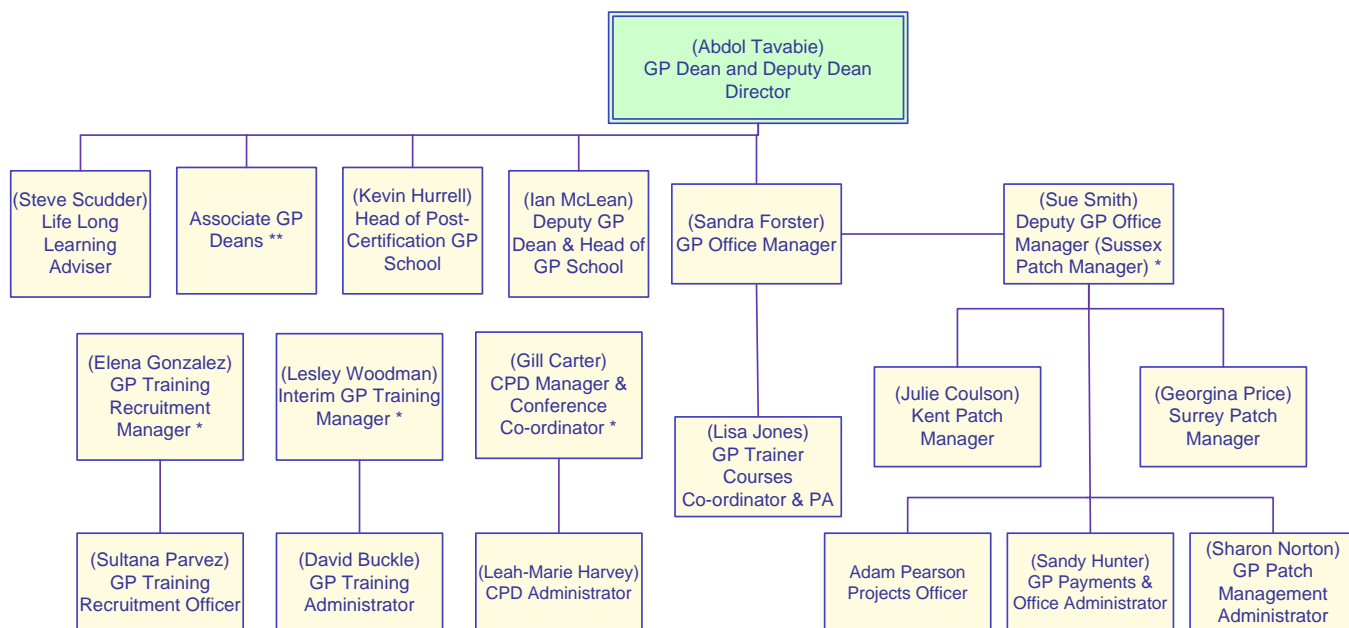 (Abdol Tavabie)
GP Dean and Deputy Dean
Director
(Steve Scudder)
Life Long
Learning
Adviser
Associate GP
Deans **
(Kevin Hurrell)
Head of Post-
Certification GP
School
(Ian McLean)
Deputy GP
Dean & Head of
GP School
(Sandra Forster)
GP Office Manager
(Sue Smith)
Deputy GP Office
Manager (Sussex
Patch Manager) *
(Elena Gonzalez)
GP Training
Recruitment
Manager *
(Lesley Woodman)
Interim GP Training
Manager *
(Gill Carter)
CPD Manager &
Conference
Co-ordinator *
(Lisa Jones)
GP Trainer
Courses
Co-ordinator & PA
(Julie Coulson)
Kent Patch
Manager
(Georgina Price)
Surrey Patch
Manager
(Sultana Parvez)
GP Training
Recruitment Officer
(David Buckle)
GP Training
Administrator
(Leah-Marie Harvey)
CPD Administrator
Adam Pearson
Projects Officer
(Sandy Hunter)
GP Payments &
Office Administrator
(Sharon Norton)
GP Patch
Management
Administrator